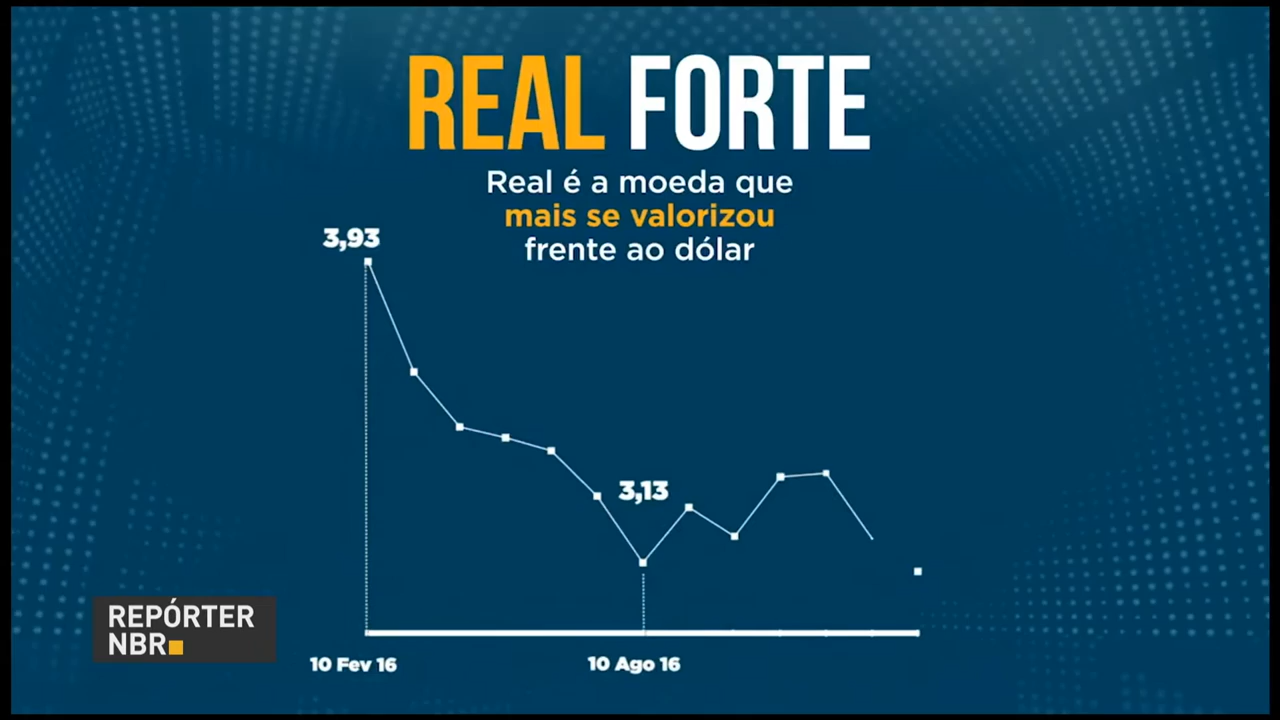 REAL FORTE
Real é a moeda que
mais se valorizou
frente ao dólar
3,93
3,13
10 Fev 16
10 Ago 16
REPÓRTER
NBR